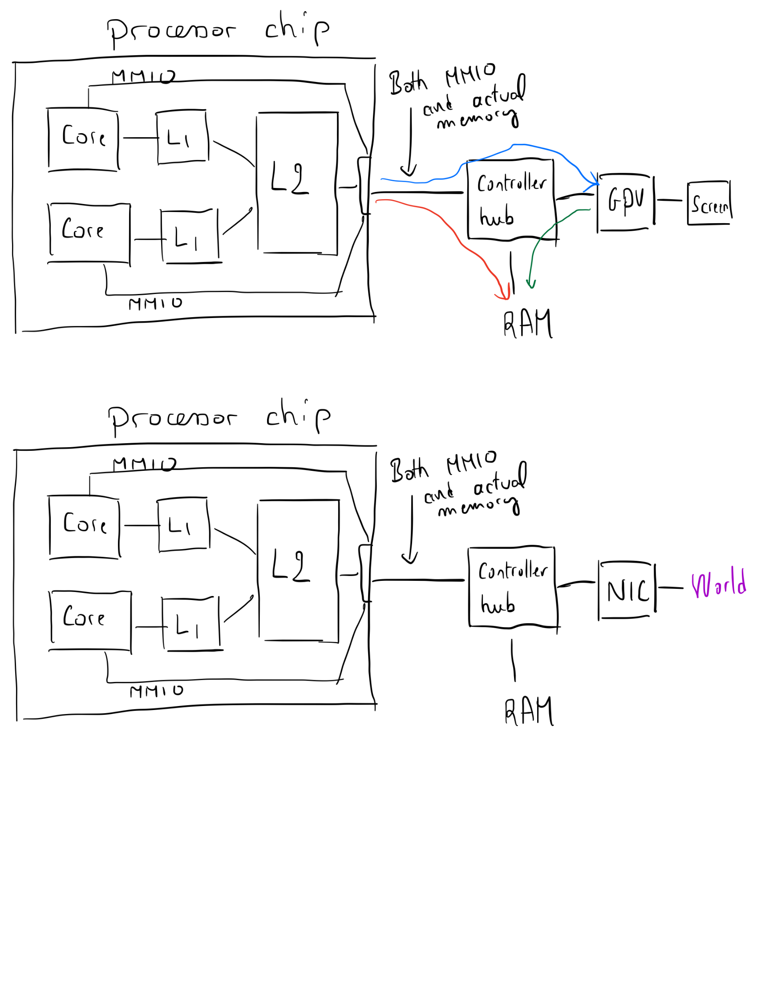 Processor chip
MMIO
Both MMIO
and actual
memory
Core
L1
L2
Controller
hub
GPU
Screen
Core
L1
MMIO
RAM
Processor chip
MMIO
Both MMIO
and actual
memory
Core
L1
L2
Controller
hub
NIC
World
Core
L1
MMIO
RAM